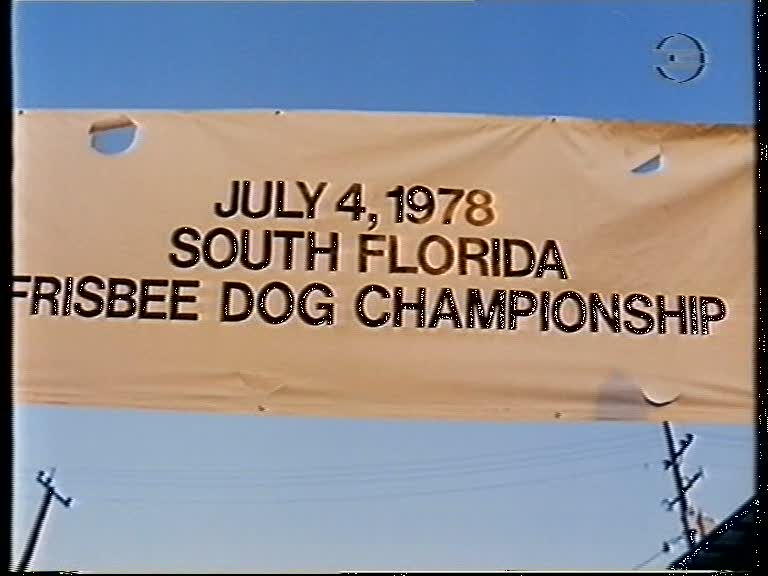 JULY 4, 1978
SOUTH FLORIDA
FRISBEE DOG CHAMPIONSHIP